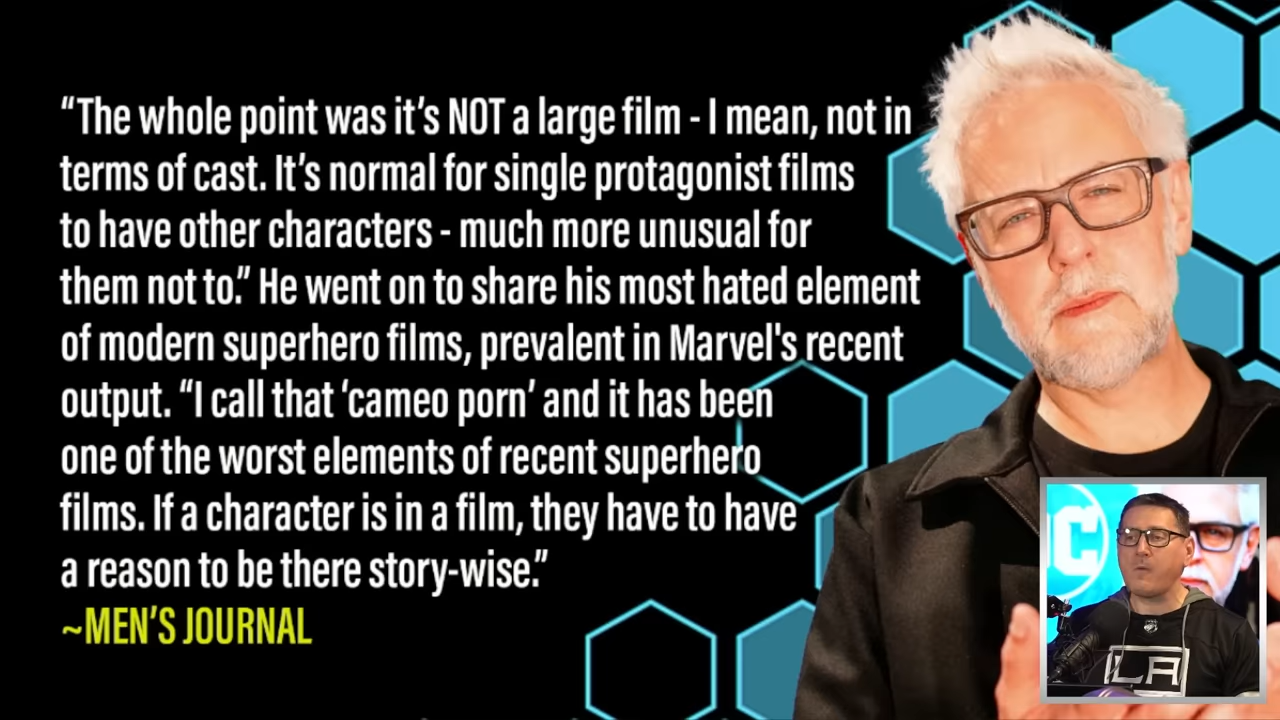 “The whole point was it’s NOT a large film - I mean, not in
terms of cast. It’s normal for single protagonist films
to have other characters - much more unusual for
them not to.” He went on to share his most hated element
of modern superhero films, prevalent in Marvel's recent
output. “I call that ‘cameo porn’ and it has been
one of the worst elements of recent superhero
films. If a character is in a film, they have to have
a reason to be there story-wise.”
~MEN’S JOURNAL
C
LA